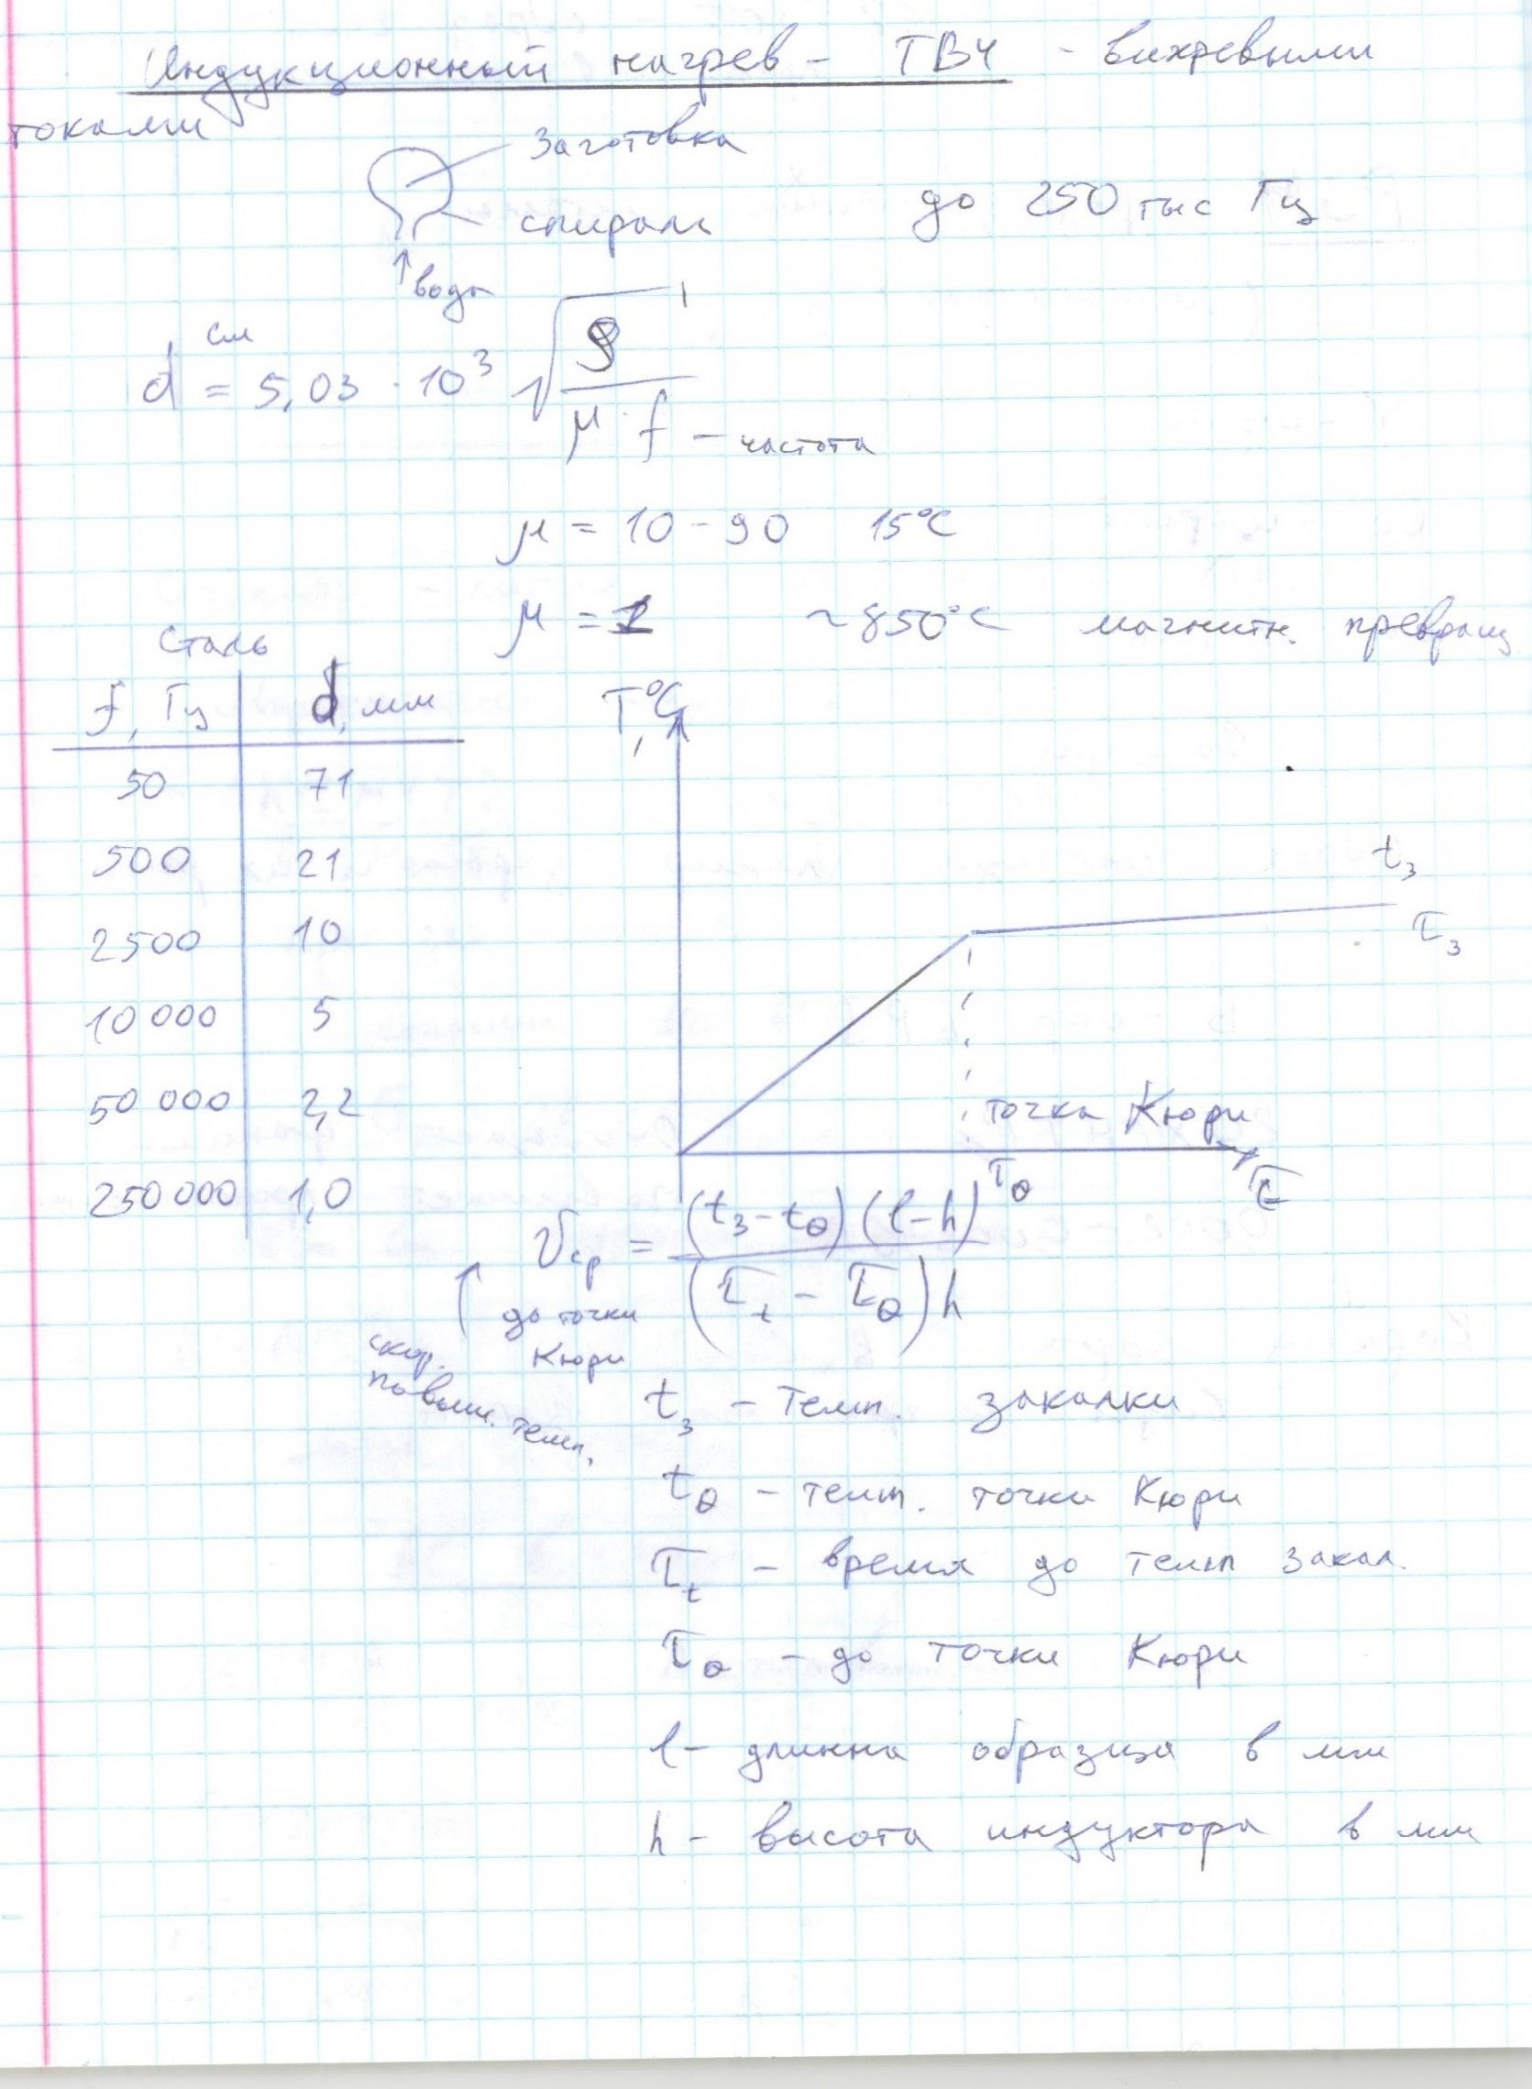 Индукционный нагрев - ТВЧ - вихревыми
токами
Заготовка
спираль
до 250 тыс Гц
вода
d см = 5,03 · 10³ √(ρ / μ · f) - частота
μ = 10 - 90 15°C
μ = 1 ~ 850°C магнитн. превращ
Сталь
f, Гц d, мм
50 71
500 21
2500 10
10 000 5
50 000 2,2
250 000 1,0
T,°C
t₃
τ₃
точка Кюри
τθ
τ
Vср = (t₃ - tθ) (l - h) / (τt - τθ) h
до точки
Кюри
скор.
повыш. темп.
t₃ - темп. закалки
tθ - темп. точки Кюри
τt - время до темп закал.
τθ - до точки Кюри
l - длинна образца в мм
h - высота индуктора в мм